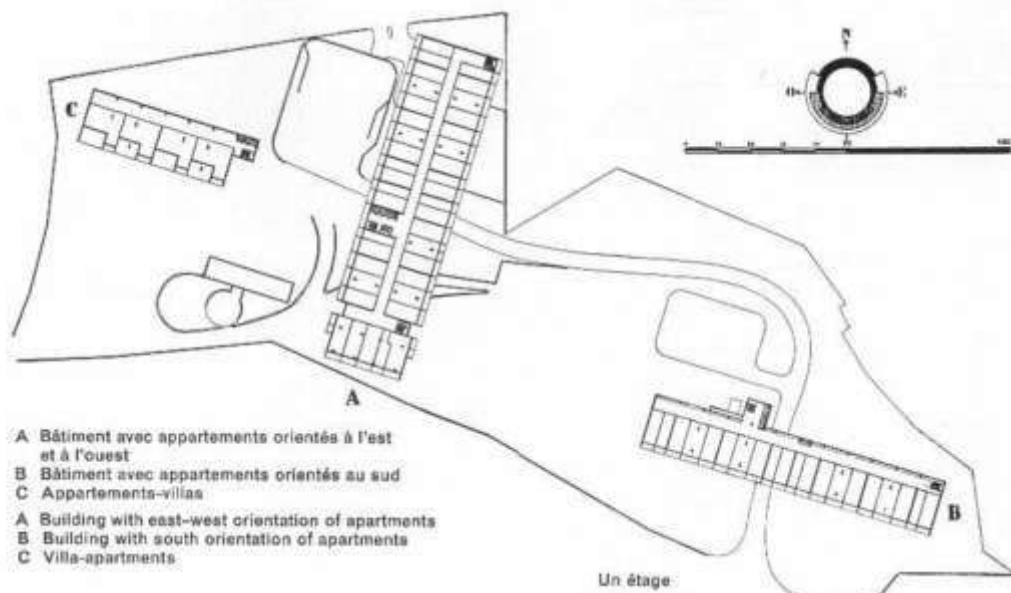 N
O
E
C
A
B
A Bâtiment avec appartements orientés à l'est
et à l'ouest
B Bâtiment avec appartements orientés au sud
C Appartements-villas
A Building with east-west orientation of apartments
B Building with south orientation of apartments
C Villa-apartments
Un étage